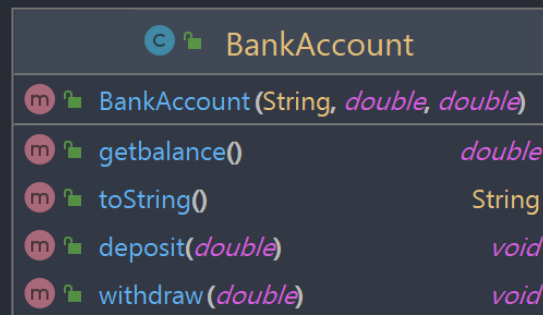 C BankAccount
m BankAccount(String, double, double)
m getbalance() double
m toString() String
m deposit(double) void
m withdraw(double) void